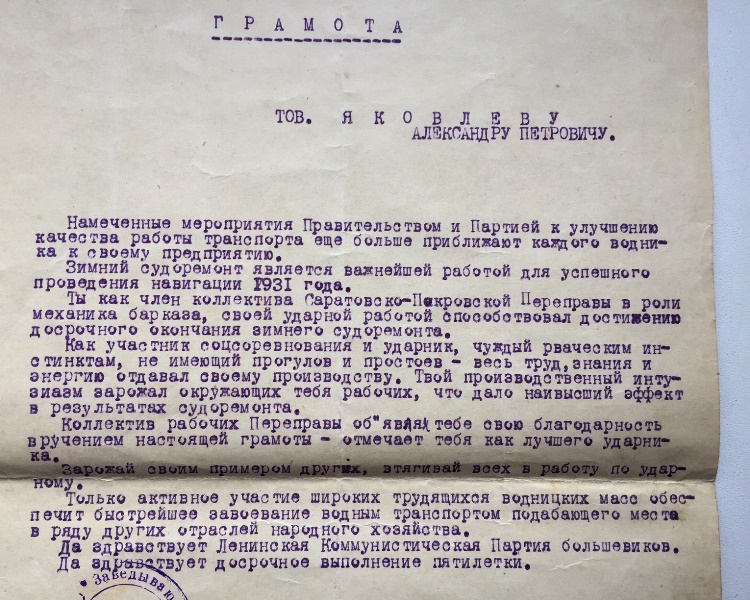 ГРАМОТА
ТОВ. ЯКОВЛЕВУ
АЛЕКСАНДРУ ПЕТРОВИЧУ.
Намеченные мероприятия Правительством и Партией к улучшению
качества работы транспорта еще больше приближают каждого водни-
ка к своему предприятию.
Зимний судоремонт является важнейшей работой для успешного
проведения навигации 1931 года.
Ты как член коллектива Саратовско-Покровской Переправы в роли
механика барказа, своей ударной работой способствовал достижению
досрочного окончания зимнего судоремонта.
Как участник соцсоревнования и ударник, чуждый рваческим ин-
стинктам, не имеющий прогулов и простоев - весь труд,знания и
энергию отдавал своему производству. Твой производственный энту-
зиазм зарожал окружающих тебя рабочих, что дало наивысший эффект
в результатах судоремонта.
Коллектив рабочих Переправы об"являя тебе свою благодарность
вручением настоящей грамоты - отмечает тебя как лучшего ударни-
ка.
Зарожай своим примером других, втягивай всех в работу по удар-
ному.
Только активное участие широких трудящихся водницких масс обес-
печит быстрейшее завоевание водным транспортом подабающего места
в ряду других отраслей народного хозяйства.
Да здравствует Ленинская Коммунистическая Партия большевиков.
Да здравствует досрочное выполнение пятилетки.
Заведываю